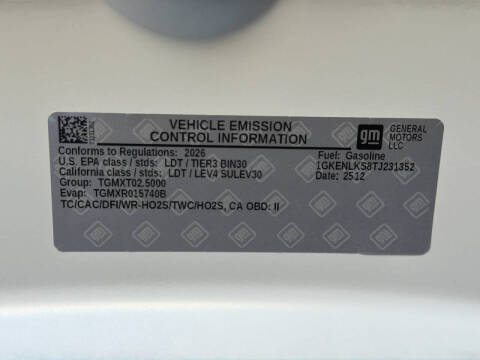 VEHICLE EMISSION
CONTROL INFORMATION
gm
GENERAL
MOTORS
LLC
Conforms to Regulations: 2026
U.S. EPA class / stds: LDT / TIER3 BIN30
California class / stds: LDT / LEV4 SULEV30
Group: TGMXT02.5000
Evap: TGMXR015740B
TC/CAC/DFI/WR-HO2S/TWC/HO2S, CA OBD: II
Fuel: Gasoline
1GKENLKS8TJ231352
Date: 2512